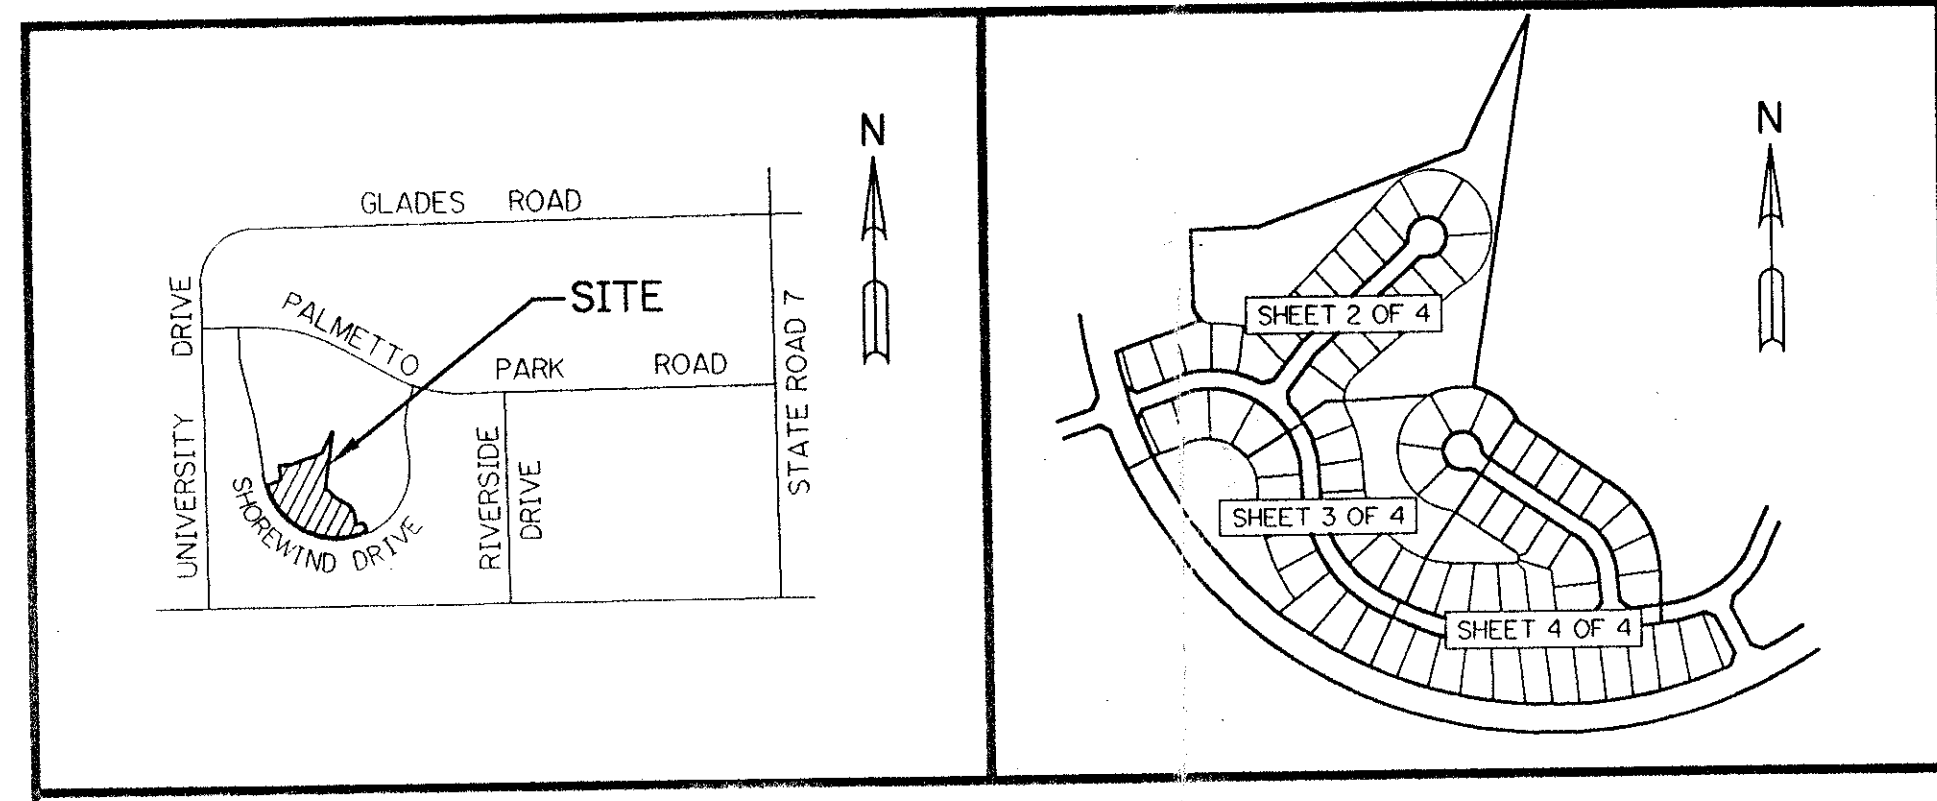 N
GLADES ROAD
SITE
PALMETTO PARK ROAD
UNIVERSITY DRIVE
STATE ROAD 7
RIVERSIDE
DRIVE
SHOREWIND DRIVE
N
SHEET 2 OF 4
SHEET 3 OF 4
SHEET 4 OF 4